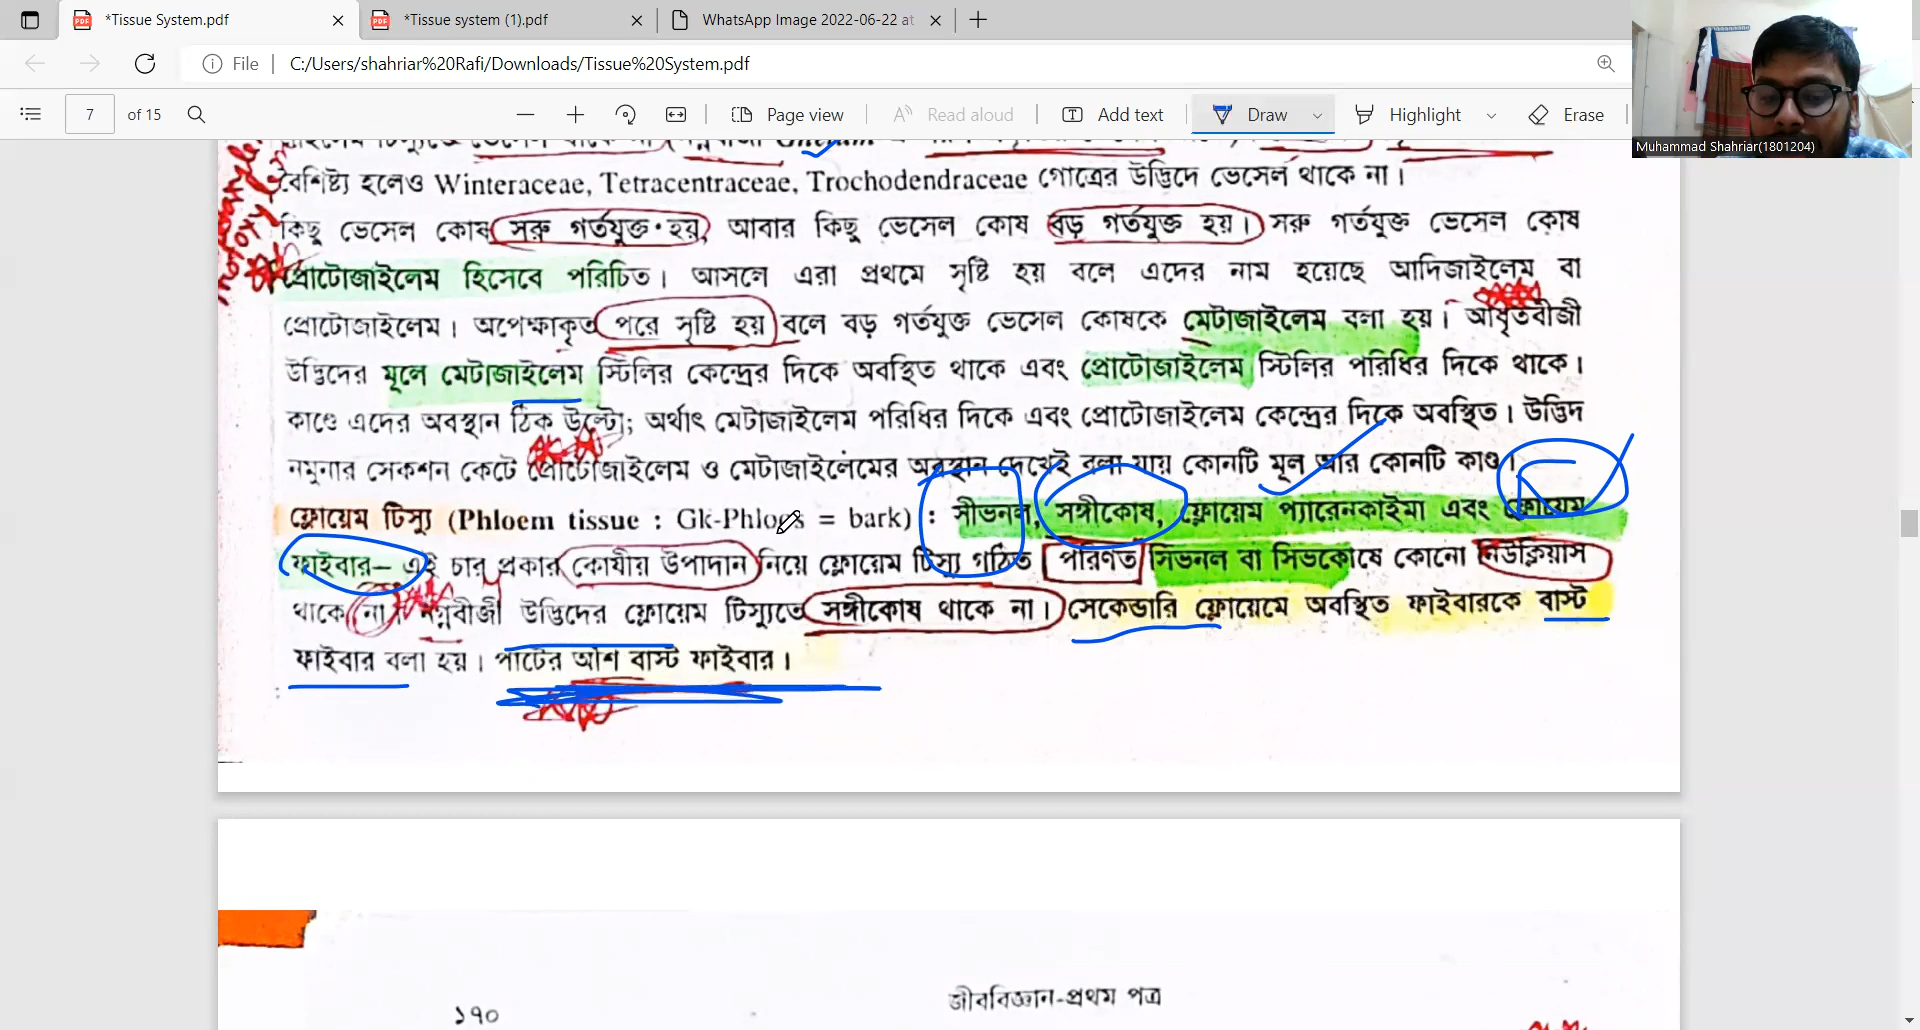 *Tissue System.pdf
*Tissue system (1).pdf
WhatsApp Image 2022-06-22 at
File
C:/Users/shahriar%20Rafi/Downloads/Tissue%20System.pdf
7 of 15
Page view
Read aloud
Add text
Draw
Highlight
Erase
Muhammad Shahriar(1801204)
বৈশিষ্ট্য হলেও Winteraceae, Tetracentraceae, Trochodendraceae গোত্রের উদ্ভিদে ভেসেল থাকে না।
কিছু ভেসেল কোষ সরু গর্তযুক্ত হয়, আবার কিছু ভেসেল কোষ বড় গর্তযুক্ত হয়। সরু গর্তযুক্ত ভেসেল কোষ
প্রোটোজাইলেম হিসেবে পরিচিত। আসলে এরা প্রথমে সৃষ্টি হয় বলে এদের নাম হয়েছে আদিজাইলেম বা
প্রোটোজাইলেম। অপেক্ষাকৃত পরে সৃষ্টি হয় বলে বড় গর্তযুক্ত ভেসেল কোষকে মেটাজাইলেম বলা হয়। আবৃতবীজী
উদ্ভিদের মূলে মেটাজাইলেম স্টিলির কেন্দ্রের দিকে অবস্থিত থাকে এবং প্রোটোজাইলেম স্টিলির পরিধির দিকে থাকে।
কাণ্ডে এদের অবস্থান ঠিক উল্টো; অর্থাৎ মেটাজাইলেম পরিধির দিকে এবং প্রোটোজাইলেম কেন্দ্রের দিকে অবস্থিত। উদ্ভিদ
নমুনার সেকশন কেটে প্রোটোজাইলেম ও মেটাজাইলেমের অবস্থান দেখেই বলা যায় কোনটি মূল আর কোনটি কাণ্ড।
ফ্লোয়েম টিস্যু (Phloem tissue : Gk-Phloos = bark) : সীভনল, সঙ্গীকোষ, ফ্লোয়েম প্যারেনকাইমা এবং ফ্লোয়েম
ফাইবার– এই চার প্রকার কোষীয় উপাদান নিয়ে ফ্লোয়েম টিস্যু গঠিত পরিণত সিভনল বা সিভকোষে কোনো নিউক্লিয়াস
থাকে না। নগ্নবীজী উদ্ভিদের ফ্লোয়েম টিস্যুতে সঙ্গীকোষ থাকে না। সেকেন্ডারি ফ্লোয়েমে অবস্থিত ফাইবারকে বাস্ট
ফাইবার বলা হয়। পাটের আঁশ বাস্ট ফাইবার।
জীববিজ্ঞান-প্রথম পত্র
১৭০